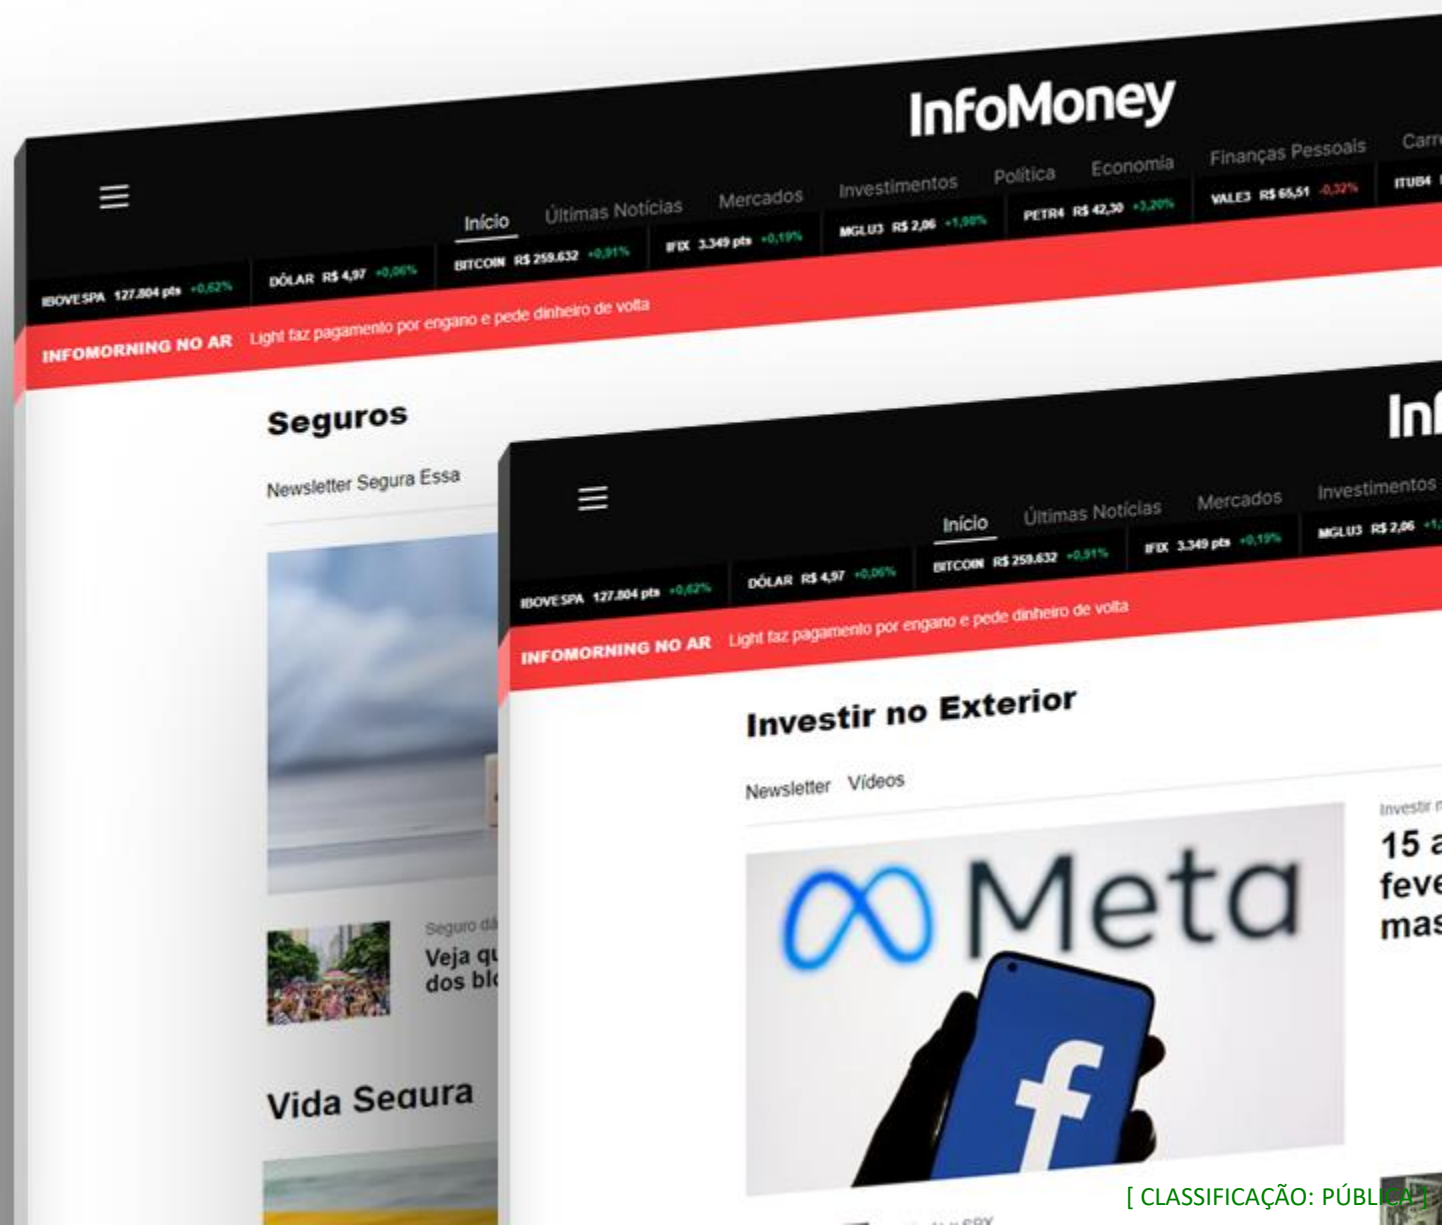 InfoMoney
Início Últimas Notícias Mercados Investimentos Política Economia Finanças Pessoais
IBOVESPA 127.804 pts +0,62% DÓLAR R$ 4,97 +0,06% BITCOIN R$ 259.632 +0,91% IFIX 3.349 pts +0,19% MGLU3 R$ 2,06 +1,98% PETR4 R$ 42,30 +3,20% VALE3 R$ 65,51 -0,32% ITUB4
INFOMORNING NO AR Light faz pagamento por engano e pede dinheiro de volta
Seguros
Newsletter Segura Essa
Seguro
Veja
dos
Vida Segura
Início Últimas Notícias Mercados Investimentos
IBOVESPA 127.804 pts +0,62% DÓLAR R$ 4,97 +0,06% BITCOIN R$ 259.632 +0,91% IFIX 3.349 pts +0,19% MGLU3 R$ 2,06
INFOMORNING NO AR Light faz pagamento por engano e pede dinheiro de volta
Investir no Exterior
Newsletter Vídeos
Meta
f
Investir
15
mas
[ CLASSIFICAÇÃO: PÚBLICA ]